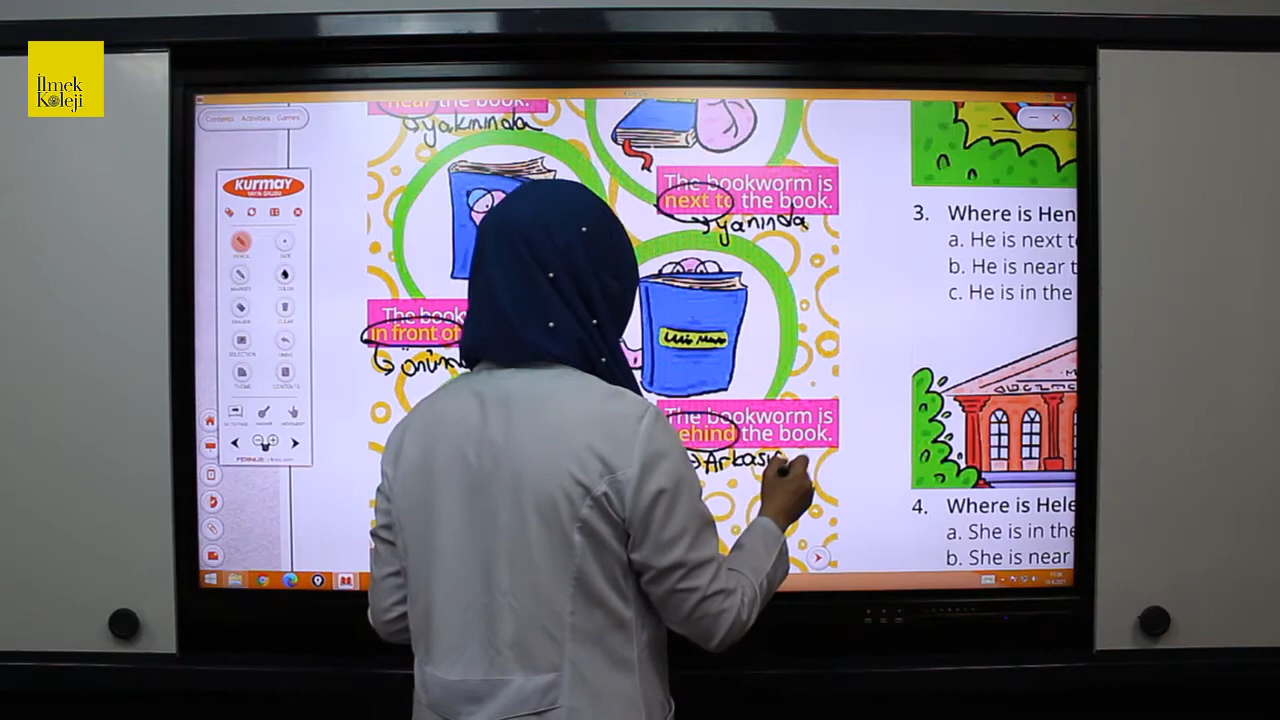 İlmek
Koleji
Contents Activities Games
near the book.
yakınında
KURMAY
The bookworm is
next to the book.
yanında
The book
in front of
The bookworm is
behind the book.
Arkası
3. Where is Hen
a. He is next t
b. He is near t
c. He is in the
4. Where is Hele
a. She is in the
b. She is near